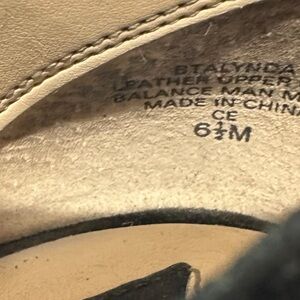 BTALYNDA
LEATHER UPPER
BALANCE MAN M
MADE IN CHINA
CE
6½M